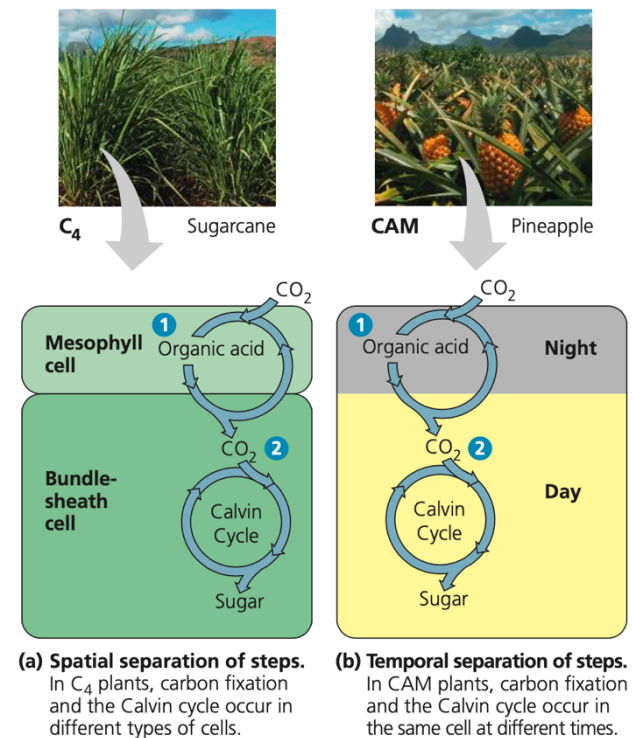 C4 Sugarcane
CAM Pineapple
CO2
1
Mesophyll
cell
Organic acid
CO2 2
Bundle-
sheath
cell
Calvin
Cycle
Sugar
(a) Spatial separation of steps.
In C4 plants, carbon fixation
and the Calvin cycle occur in
different types of cells.
CO2
1
Organic acid
Night
CO2 2
Day
Calvin
Cycle
Sugar
(b) Temporal separation of steps.
In CAM plants, carbon fixation
and the Calvin cycle occur in
the same cell at different times.